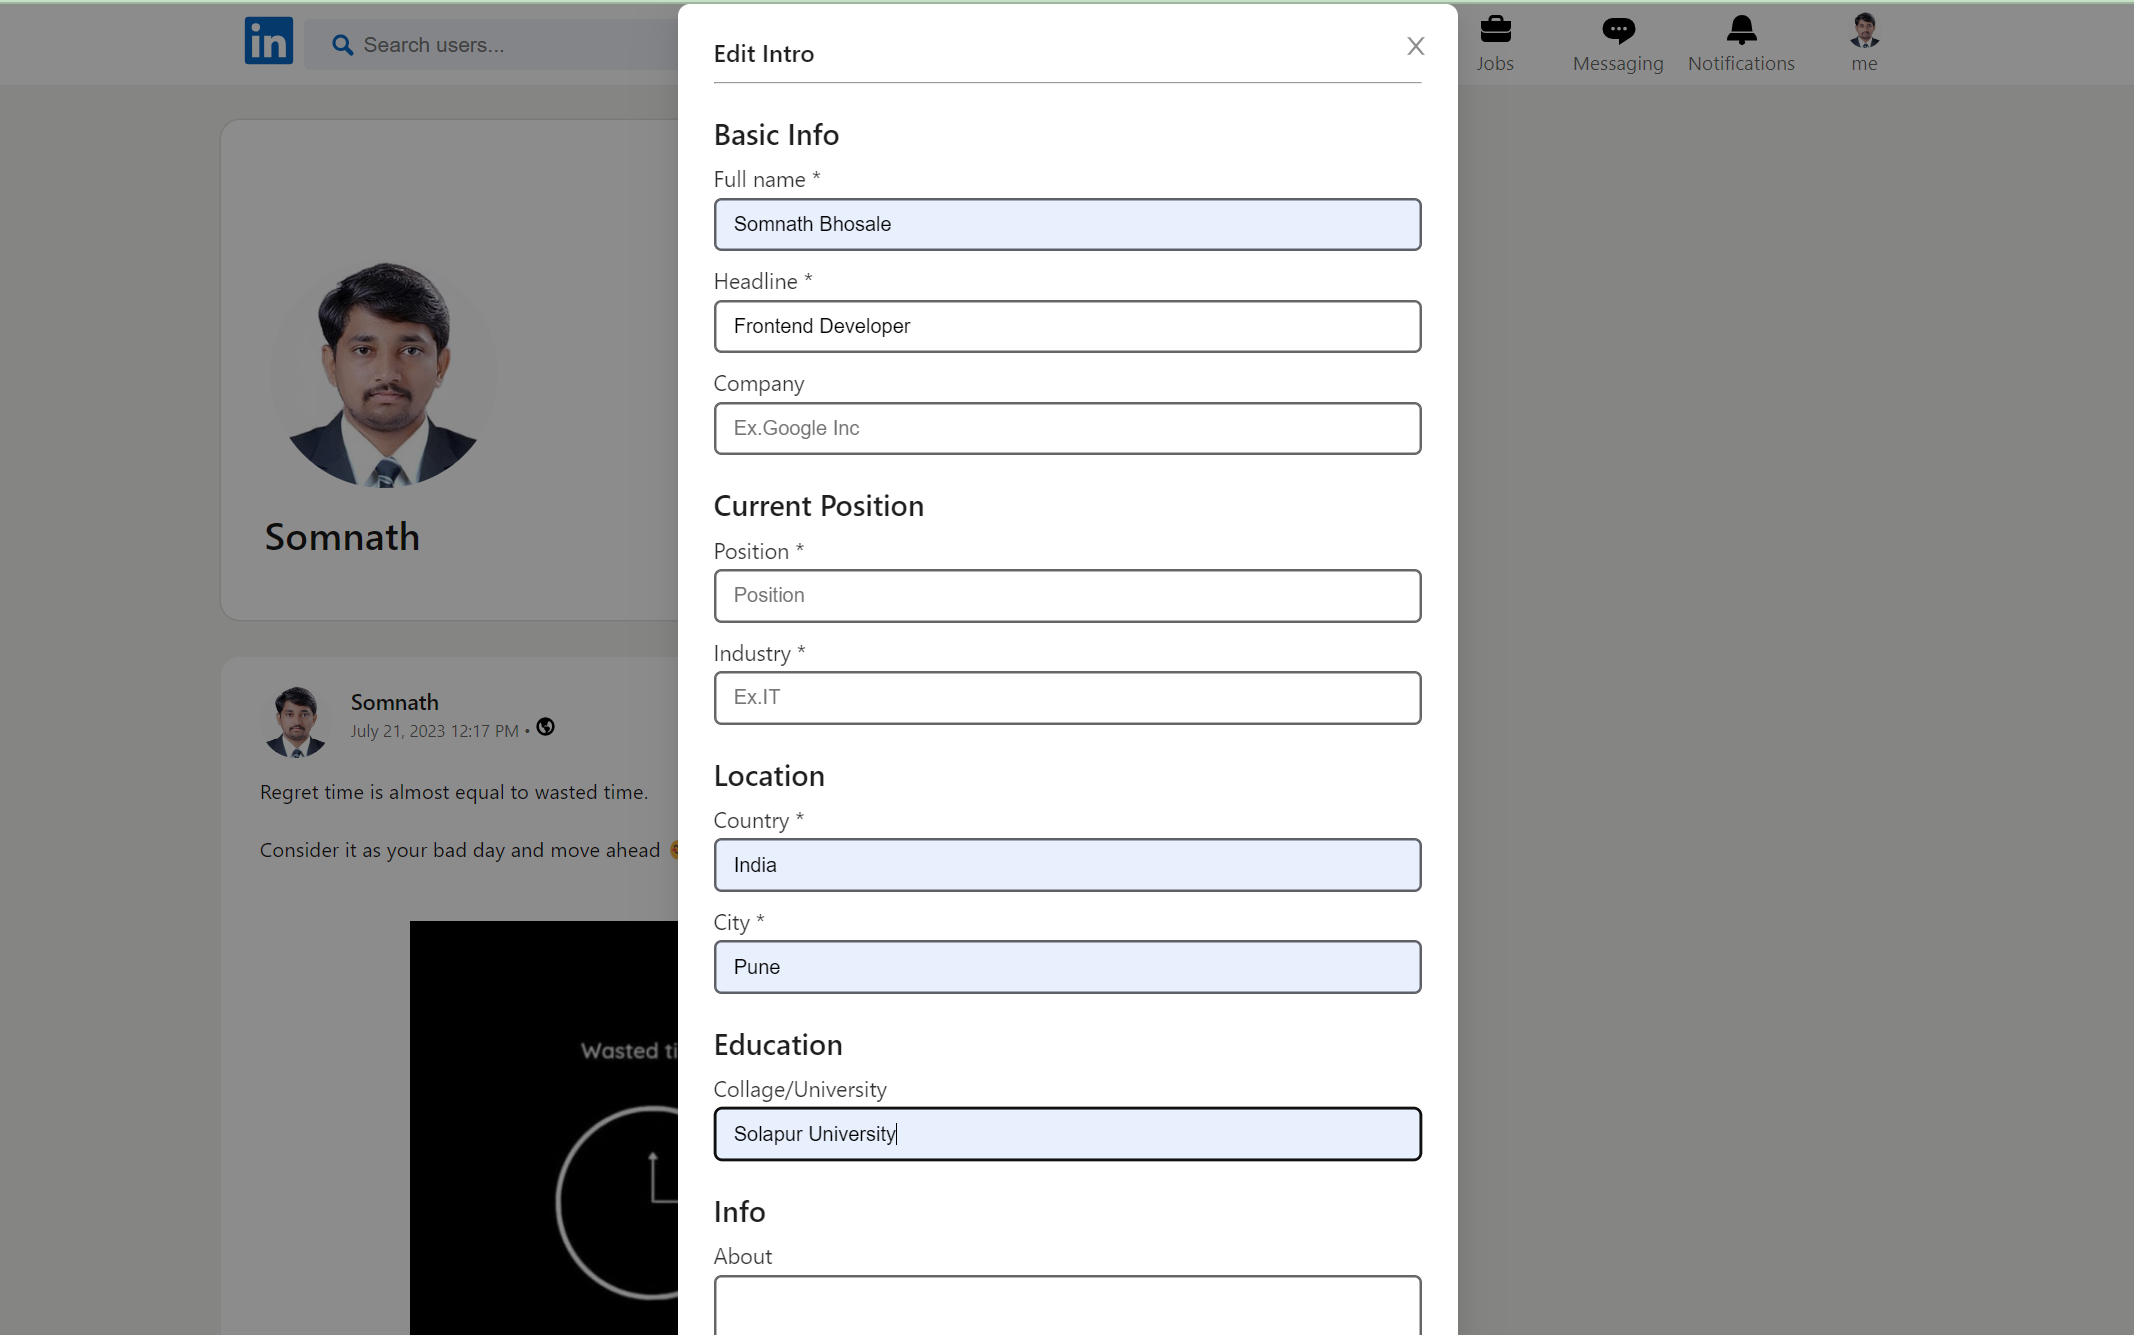 in
Search users...
Jobs
Messaging
Notifications
me
Somnath
Somnath
July 21, 2023 12:17 PM •
Regret time is almost equal to wasted time.
Consider it as your bad day and move ahead
Wasted ti
Edit Intro
X
Basic Info
Full name *
Somnath Bhosale
Headline *
Frontend Developer
Company
Ex.Google Inc
Current Position
Position *
Position
Industry *
Ex.IT
Location
Country *
India
City *
Pune
Education
Collage/University
Solapur University
Info
About